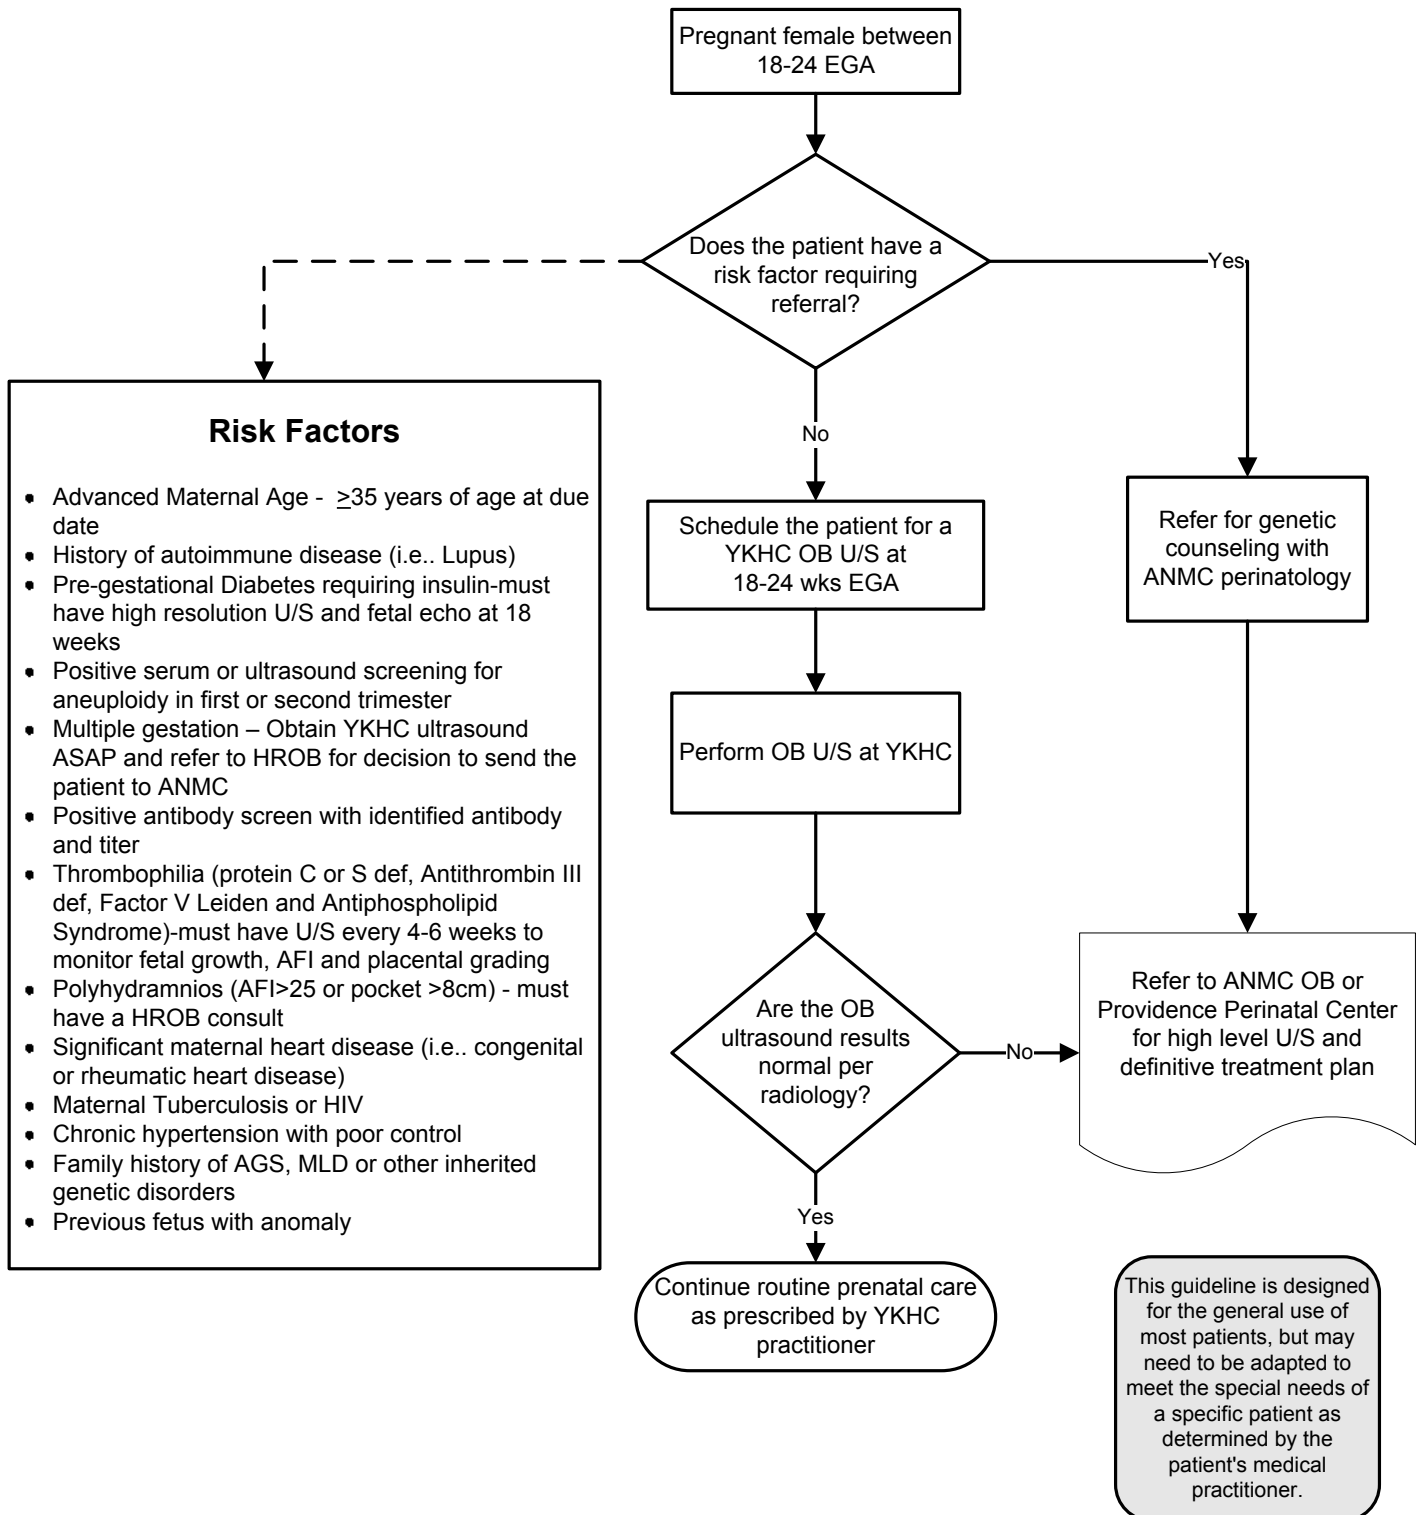 Pregnant female between
18-24 EGA
Does the patient have a
risk factor requiring
referral?
Yes
No
Risk Factors
• Advanced Maternal Age - ≥35 years of age at due
date
• History of autoimmune disease (i.e.. Lupus)
• Pre-gestational Diabetes requiring insulin-must
have high resolution U/S and fetal echo at 18
weeks
• Positive serum or ultrasound screening for
aneuploidy in first or second trimester
• Multiple gestation – Obtain YKHC ultrasound
ASAP and refer to HROB for decision to send the
patient to ANMC
• Positive antibody screen with identified antibody
and titer
• Thrombophilia (protein C or S def, Antithrombin III
def, Factor V Leiden and Antiphospholipid
Syndrome)-must have U/S every 4-6 weeks to
monitor fetal growth, AFI and placental grading
• Polyhydramnios (AFI>25 or pocket >8cm) - must
have a HROB consult
• Significant maternal heart disease (i.e.. congenital
or rheumatic heart disease)
• Maternal Tuberculosis or HIV
• Chronic hypertension with poor control
• Family history of AGS, MLD or other inherited
genetic disorders
• Previous fetus with anomaly
Schedule the patient for a
YKHC OB U/S at
18-24 wks EGA
Refer for genetic
counseling with
ANMC perinatology
Perform OB U/S at YKHC
Are the OB
ultrasound results
normal per
radiology?
No
Refer to ANMC OB or
Providence Perinatal Center
for high level U/S and
definitive treatment plan
Yes
Continue routine prenatal care
as prescribed by YKHC
practitioner
This guideline is designed
for the general use of
most patients, but may
need to be adapted to
meet the special needs of
a specific patient as
determined by the
patient's medical
practitioner.